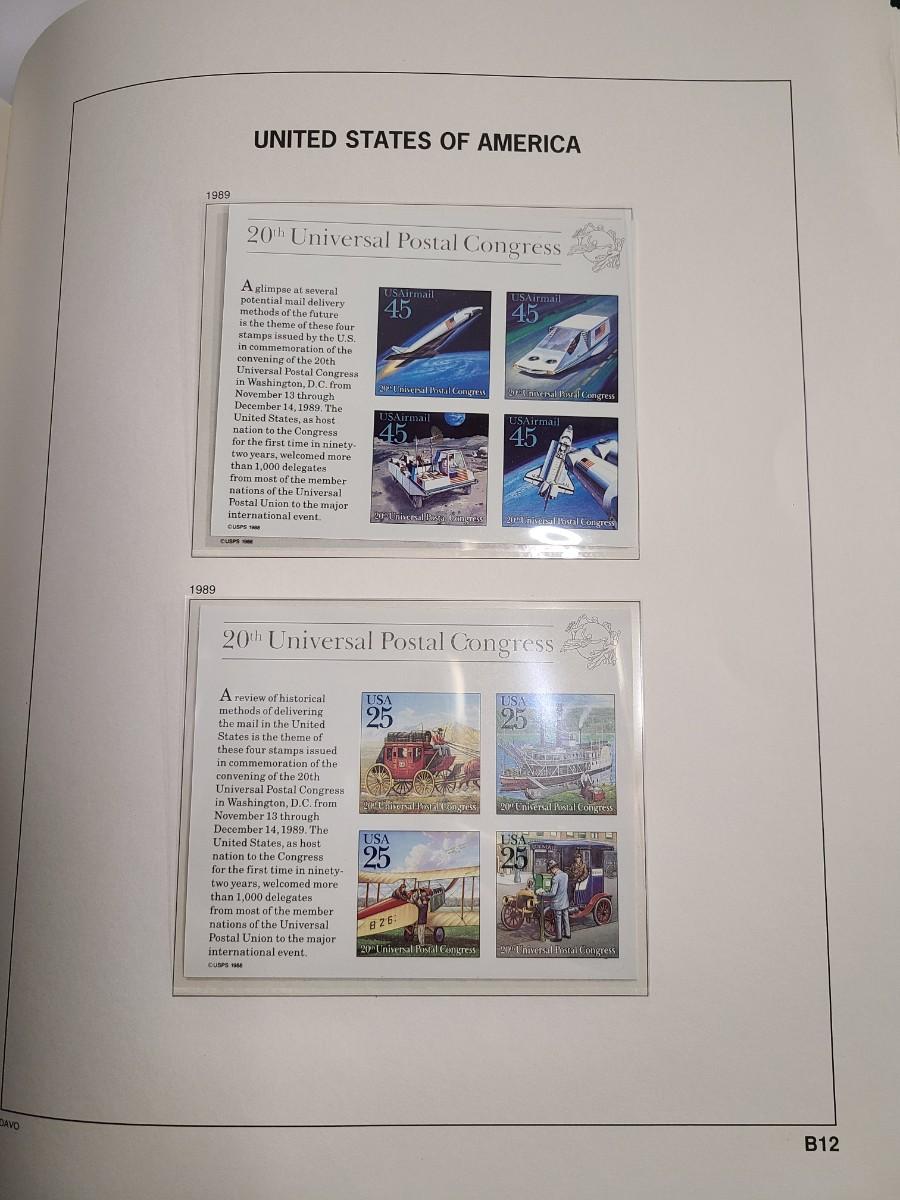 UNITED STATES OF AMERICA
1989
20th Universal Postal Congress
A glimpse at several
potential mail delivery
methods of the future
is the theme of these four
stamps issued by the U.S.
in commemoration of the
convening of the 20th
Universal Postal Congress
in Washington, D.C. from
November 13 through
December 14, 1989. The
United States, as host
nation to the Congress
for the first time in ninety-
two years, welcomed more
than 1,000 delegates
from most of the member
nations of the Universal
Postal Union to the major
international event.
©USPS 1988
©USPS 1988
USAirmail
45
20th Universal Postal Congress
USAirmail
45
20th Universal Postal Congress
USAirmail
45
20th Universal Postal Congress
USAirmail
45
20th Universal Postal Congress
1989
20th Universal Postal Congress
A review of historical
methods of delivering
the mail in the United
States is the theme of
these four stamps issued
in commemoration of the
convening of the 20th
Universal Postal Congress
in Washington, D.C. from
November 13 through
December 14, 1989. The
United States, as host
nation to the Congress
for the first time in ninety-
two years, welcomed more
than 1,000 delegates
from most of the member
nations of the Universal
Postal Union to the major
international event.
©USPS 1988
USA
25
20th Universal Postal Congress
USA
25
20th Universal Postal Congress
USA
25
B26
20th Universal Postal Congress
USA
25
20th Universal Postal Congress
DAVO
B12